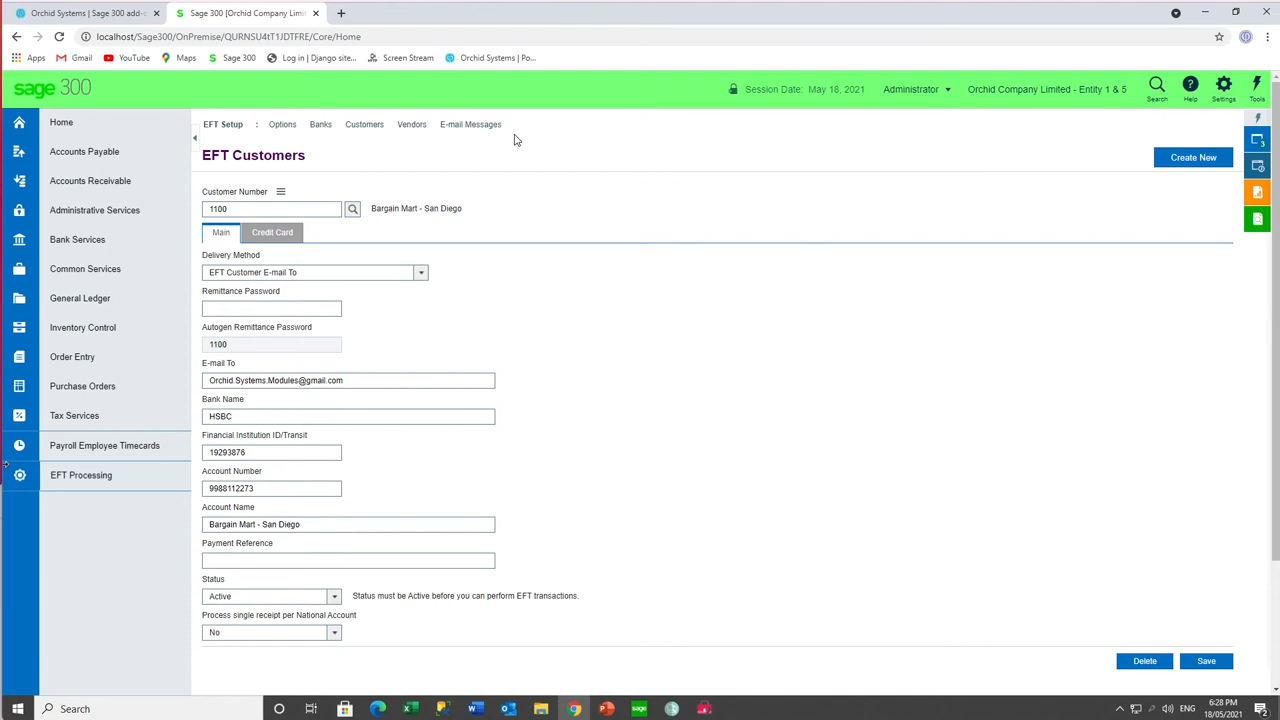 Orchid Systems | Sage 300 add-o
Sage 300 [Orchid Company Limit
localhost/Sage300/OnPremise/QURNSU4tT1JDTFRE/Core/Home
Apps
Gmail
YouTube
Maps
Sage 300
Log in | Django site...
Screen Stream
Orchid Systems | Po...
sage 300
Session Date: May 18, 2021
Administrator
Orchid Company Limited - Entity 1 & 5
Search
Help
Settings
Tools
Home
Accounts Payable
Accounts Receivable
Administrative Services
Bank Services
Common Services
General Ledger
Inventory Control
Order Entry
Purchase Orders
Tax Services
Payroll Employee Timecards
EFT Processing
EFT Setup : Options Banks Customers Vendors E-mail Messages
EFT Customers
Create New
3
Customer Number
1100
Bargain Mart - San Diego
Main
Credit Card
Delivery Method
EFT Customer E-mail To
Remittance Password
Autogen Remittance Password
1100
E-mail To
Orchid.Systems.Modules@gmail.com
Bank Name
HSBC
Financial Institution ID/Transit
19293876
Account Number
9988112273
Account Name
Bargain Mart - San Diego
Payment Reference
Status
Active
Status must be Active before you can perform EFT transactions.
Process single receipt per National Account
No
Delete
Save
Search
sage
ENG
6:28 PM
18/05/2021
2